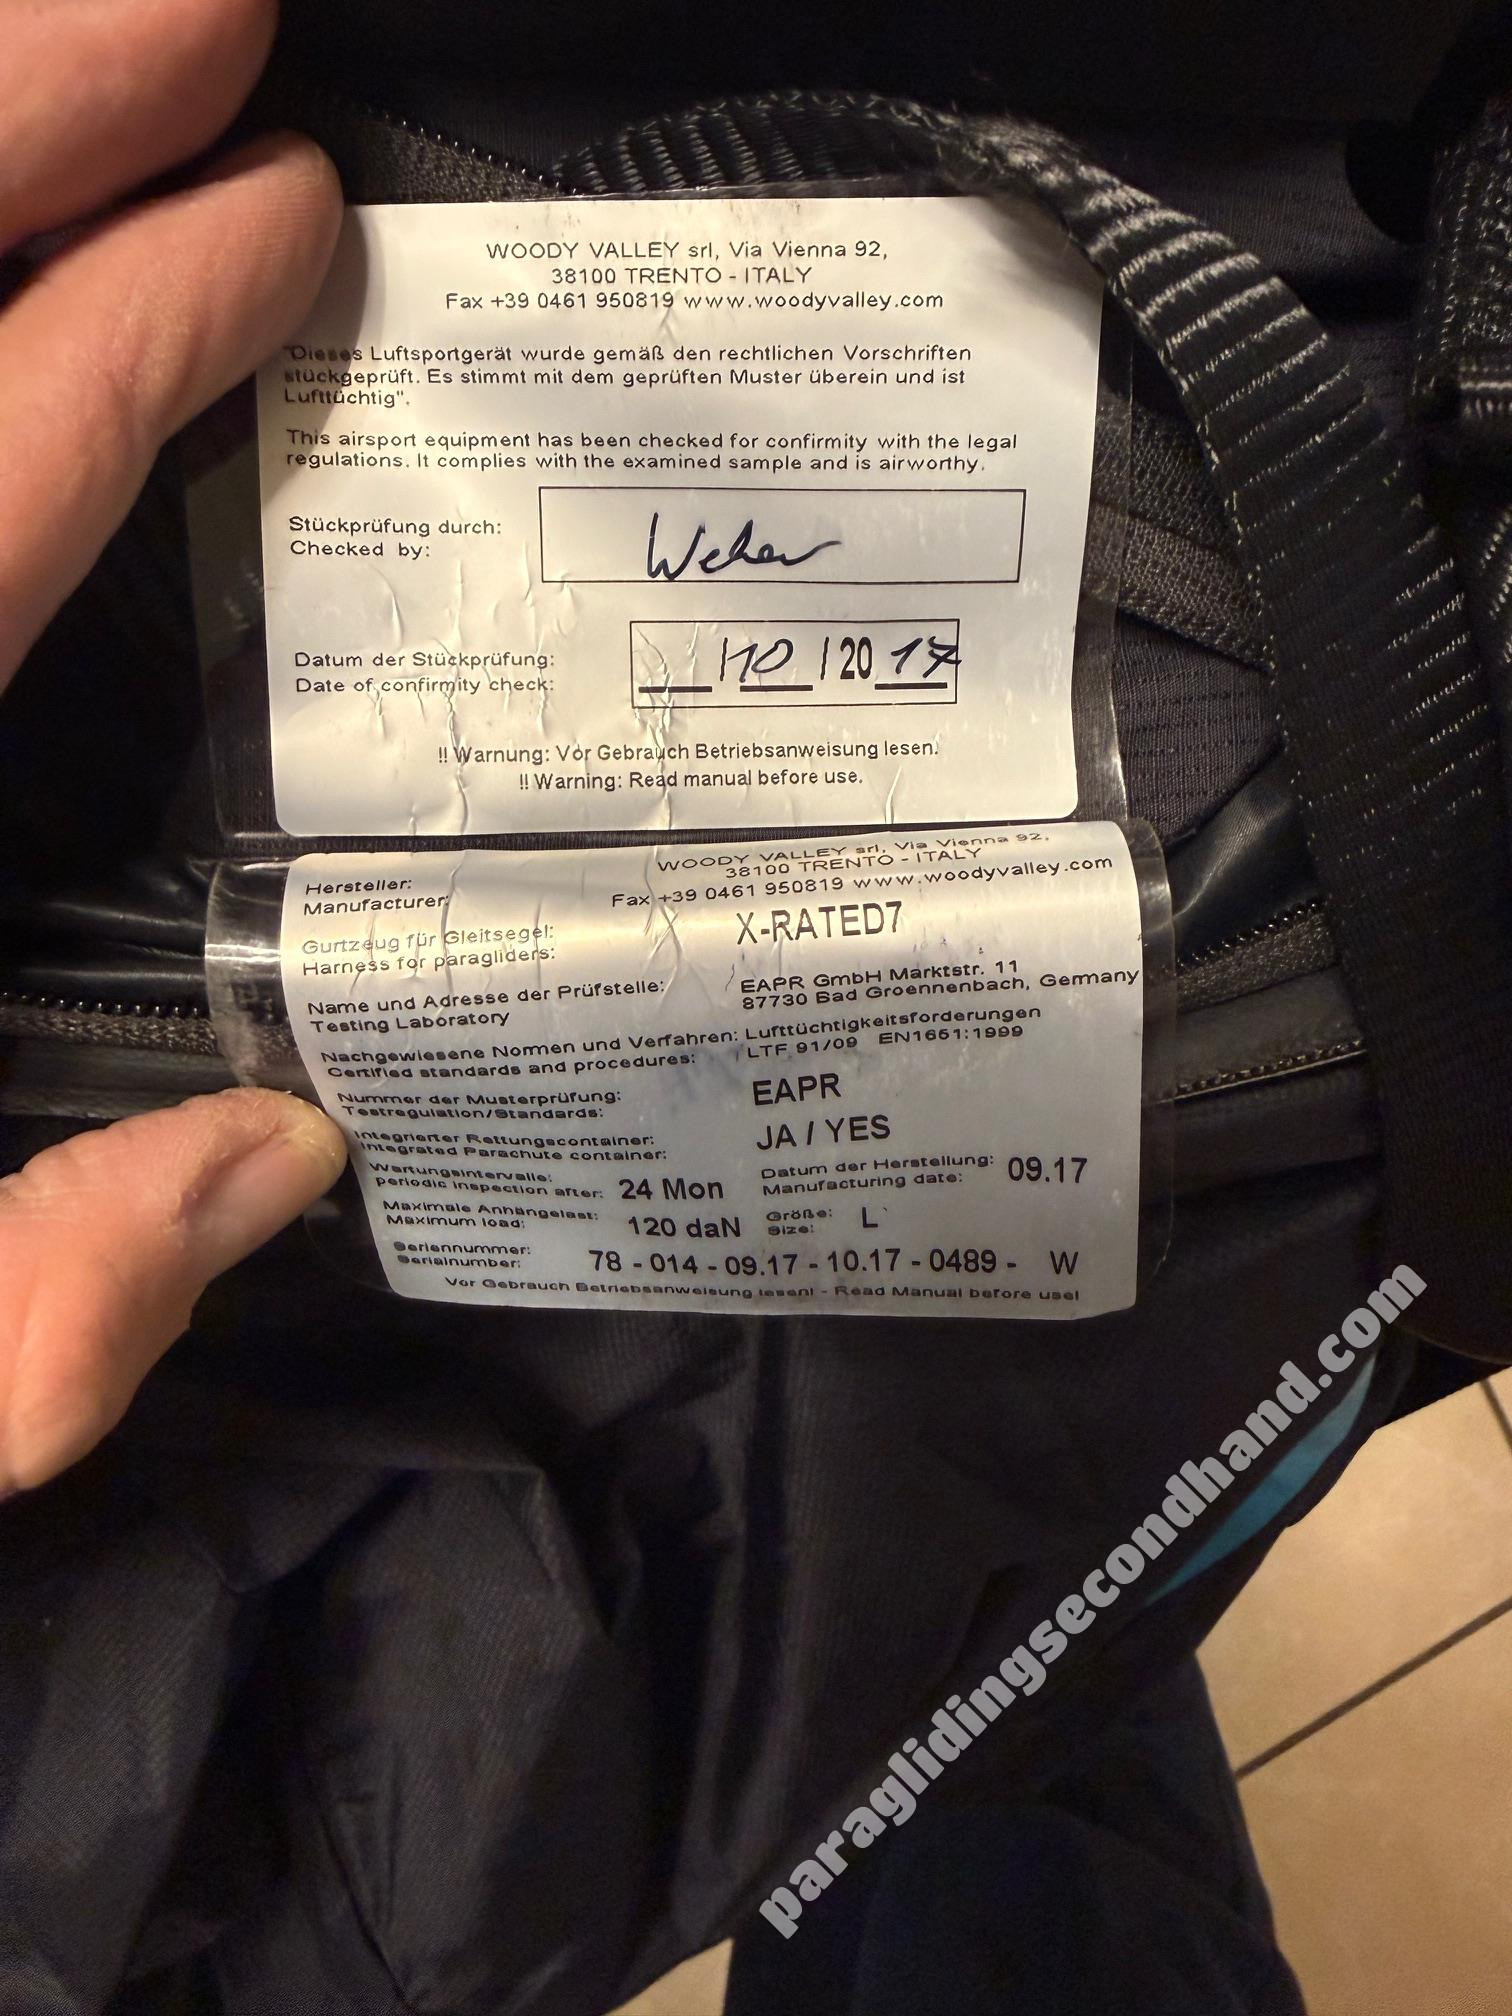 WOODY VALLEY srl, Via Vienna 92,
38100 TRENTO - ITALY
Fax +39 0461 950819 www.woodyvalley.com
"Dieses Luftsportgerät wurde gemäß den rechtlichen Vorschriften
stückgeprüft. Es stimmt mit dem geprüften Muster überein und ist
Lufttüchtig".
This airsport equipment has been checked for confirmity with the legal
regulations. It complies with the examined sample and is airworthy.
Stückprüfung durch:
Checked by:
Weber
Datum der Stückprüfung:
Date of confirmity check:
__/10/2017
!! Warnung: Vor Gebrauch Betriebsanweisung lesen.
!! Warning: Read manual before use.
Hersteller:
Manufacturer:
WOODY VALLEY srl, Via Vienna 92,
38100 TRENTO - ITALY
Fax +39 0461 950819 www.woodyvalley.com
Gurtzeug für Gleitsegel:
Harness for paragliders:
X-RATED7
Name und Adresse der Prüfstelle:
Testing Laboratory
EAPR GmbH Marktstr. 11
87730 Bad Groennenbach, Germany
Nachgewiesene Normen und Verfahren: Lufttüchtigkeitsforderungen
Certified standards and procedures: LTF 91/09 EN1651:1999
Nummer der Musterprüfung:
Testregulation/Standards:
EAPR
Integrierter Rettungscontainer:
Integrated Parachute container:
JA / YES
Wartungsintervalle:
periodic inspection after: 24 Mon
Datum der Herstellung:
Manufacturing date: 09.17
Maximale Anhängelast:
Maximum load: 120 daN
Größe:
Size: L
Seriennummer:
Serialnumber: 78 - 014 - 09.17 - 10.17 - 0489 - W
Vor Gebrauch Betriebsanweisung lesen! - Read Manual before use!
paraglidingsecondhand.com